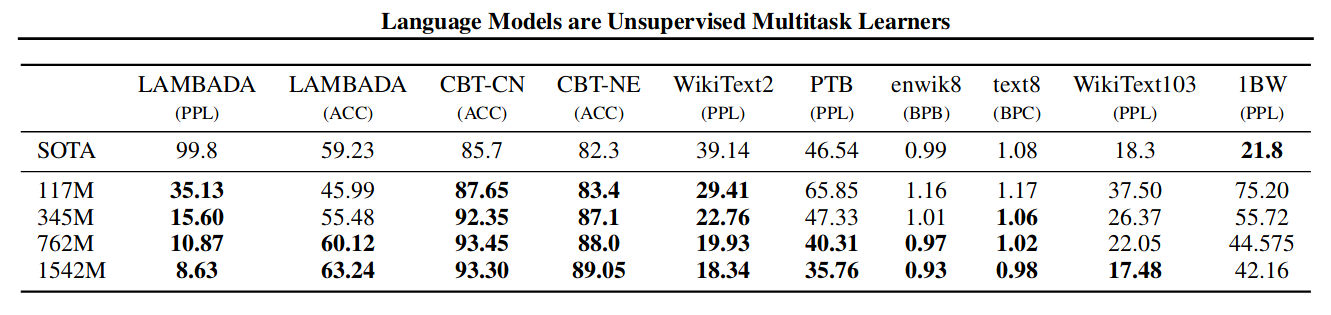 Language Models are Unsupervised Multitask Learners
LAMBADA LAMBADA CBT-CN CBT-NE WikiText2 PTB enwik8 text8 WikiText103 1BW
(PPL) (ACC) (ACC) (ACC) (PPL) (PPL) (BPB) (BPC) (PPL) (PPL)
SOTA 99.8 59.23 85.7 82.3 39.14 46.54 0.99 1.08 18.3 21.8
117M 35.13 45.99 87.65 83.4 29.41 65.85 1.16 1.17 37.50 75.20
345M 15.60 55.48 92.35 87.1 22.76 47.33 1.01 1.06 26.37 55.72
762M 10.87 60.12 93.45 88.0 19.93 40.31 0.97 1.02 22.05 44.575
1542M 8.63 63.24 93.30 89.05 18.34 35.76 0.93 0.98 17.48 42.16